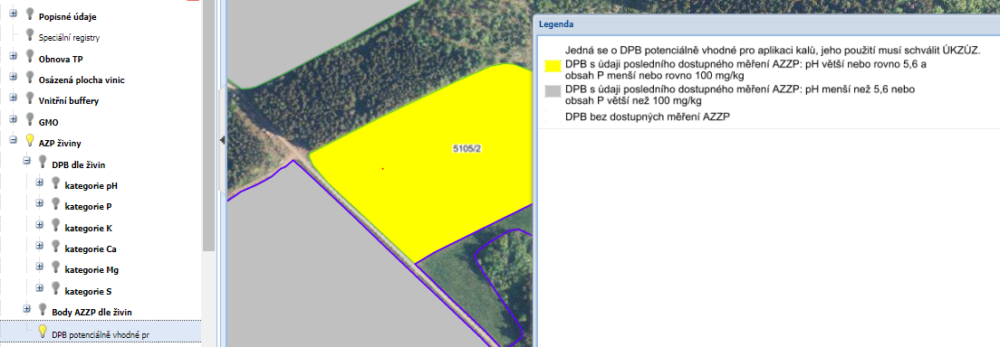 Popisné údaje
Speciální registry
Obnova TP
Osázená plocha vinic
Vnitřní buffery
GMO
AZP živiny
DPB dle živin
kategorie pH
kategorie P
kategorie K
kategorie Ca
kategorie Mg
kategorie S
Body AZZP dle živin
DPB potenciálně vhodné pr
5105/2
Legenda
Jedná se o DPB potenciálně vhodné pro aplikaci kalů, jeho použití musí schválit ÚKZÚZ.
DPB s údaji posledního dostupného měření AZZP: pH větší nebo rovno 5,6 a
obsah P menší nebo rovno 100 mg/kg
DPB s údaji posledního dostupného měření AZZP: pH menší než 5,6 nebo
obsah P větší než 100 mg/kg
DPB bez dostupných měření AZZP